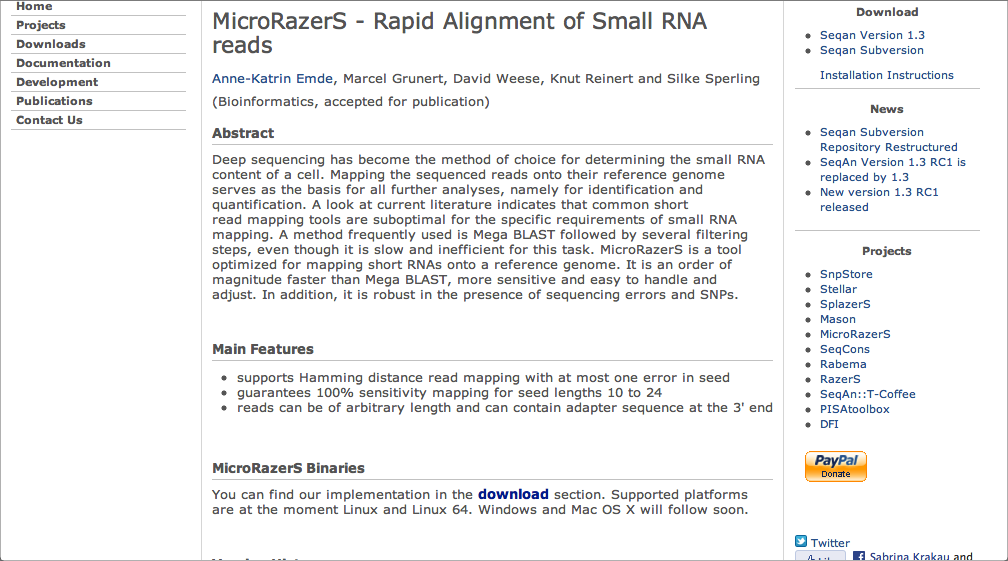 Home
Projects
Downloads
Documentation
Development
Publications
Contact Us
MicroRazerS - Rapid Alignment of Small RNA
reads
Anne-Katrin Emde, Marcel Grunert, David Weese, Knut Reinert and Silke Sperling
(Bioinformatics, accepted for publication)
Abstract
Deep sequencing has become the method of choice for determining the small RNA
content of a cell. Mapping the sequenced reads onto their reference genome
serves as the basis for all further analyses, namely for identification and
quantification. A look at current literature indicates that common short
read mapping tools are suboptimal for the specific requirements of small RNA
mapping. A method frequently used is Mega BLAST followed by several filtering
steps, even though it is slow and inefficient for this task. MicroRazerS is a tool
optimized for mapping short RNAs onto a reference genome. It is an order of
magnitude faster than Mega BLAST, more sensitive and easy to handle and
adjust. In addition, it is robust in the presence of sequencing errors and SNPs.
Main Features
supports Hamming distance read mapping with at most one error in seed
guarantees 100% sensitivity mapping for seed lengths 10 to 24
reads can be of arbitrary length and can contain adapter sequence at the 3' end
MicroRazerS Binaries
You can find our implementation in the download section. Supported platforms
are at the moment Linux and Linux 64. Windows and Mac OS X will follow soon.
Download
Seqan Version 1.3
Seqan Subversion
Installation Instructions
News
Seqan Subversion
Repository Restructured
SeqAn Version 1.3 RC1 is
replaced by 1.3
New version 1.3 RC1
released
Projects
SnpStore
Stellar
SplazerS
Mason
MicroRazerS
SeqCons
Rabema
RazerS
SeqAn::T-Coffee
PISAtoolbox
DFI
PayPal
Donate
Twitter
Sabrina Krakau and